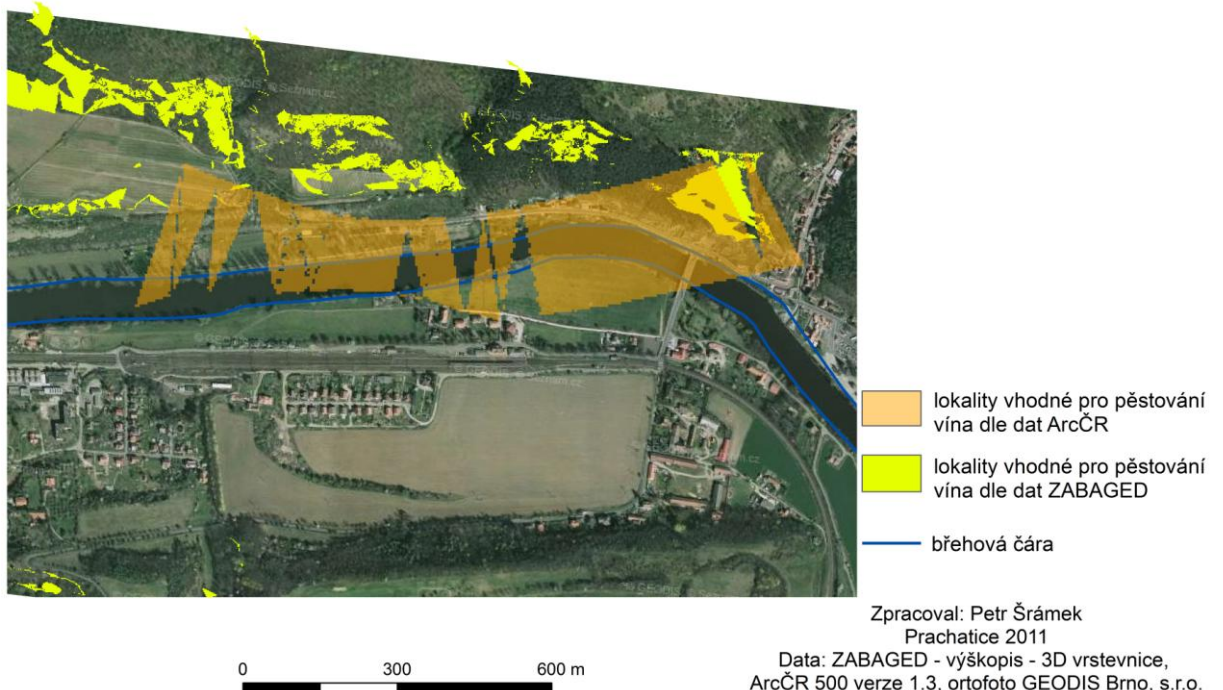 lokality vhodné pro pěstování
vína dle dat ArcČR
lokality vhodné pro pěstování
vína dle dat ZABAGED
břehová čára
Zpracoval: Petr Šrámek
Prachatice 2011
Data: ZABAGED - výškopis - 3D vrstevnice,
ArcČR 500 verze 1.3, ortofoto GEODIS Brno, s.r.o.
0 300 600 m